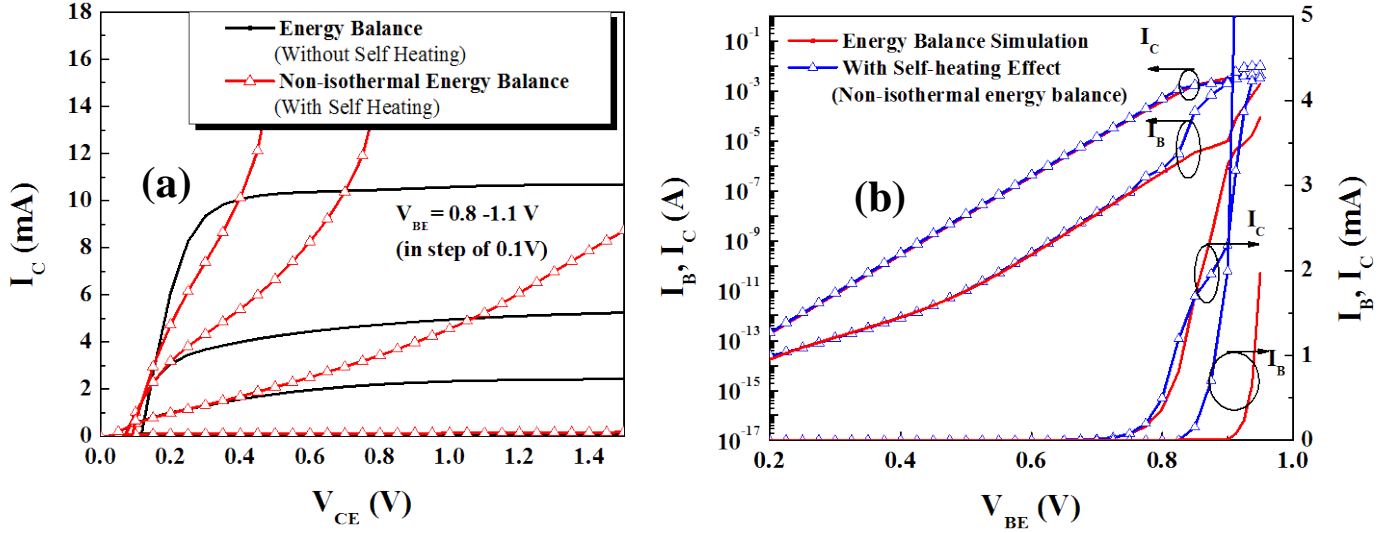 18
16
14
12
10
8
6
4
2
0
I_C (mA)
0.0 0.2 0.4 0.6 0.8 1.0 1.2 1.4
V_CE (V)
Energy Balance
(Without Self Heating)
Non-isothermal Energy Balance
(With Self Heating)
(a)
V_BE = 0.8 -1.1 V
(in step of 0.1V)
10^-1
10^-3
10^-5
10^-7
10^-9
10^-11
10^-13
10^-15
10^-17
I_B, I_C (A)
0.2 0.4 0.6 0.8 1.0
V_BE (V)
Energy Balance Simulation
With Self-heating Effect
(Non-isothermal energy balance)
I_C
I_B
(b)
I_C
I_B
5
4
3
2
1
0
I_B, I_C (mA)